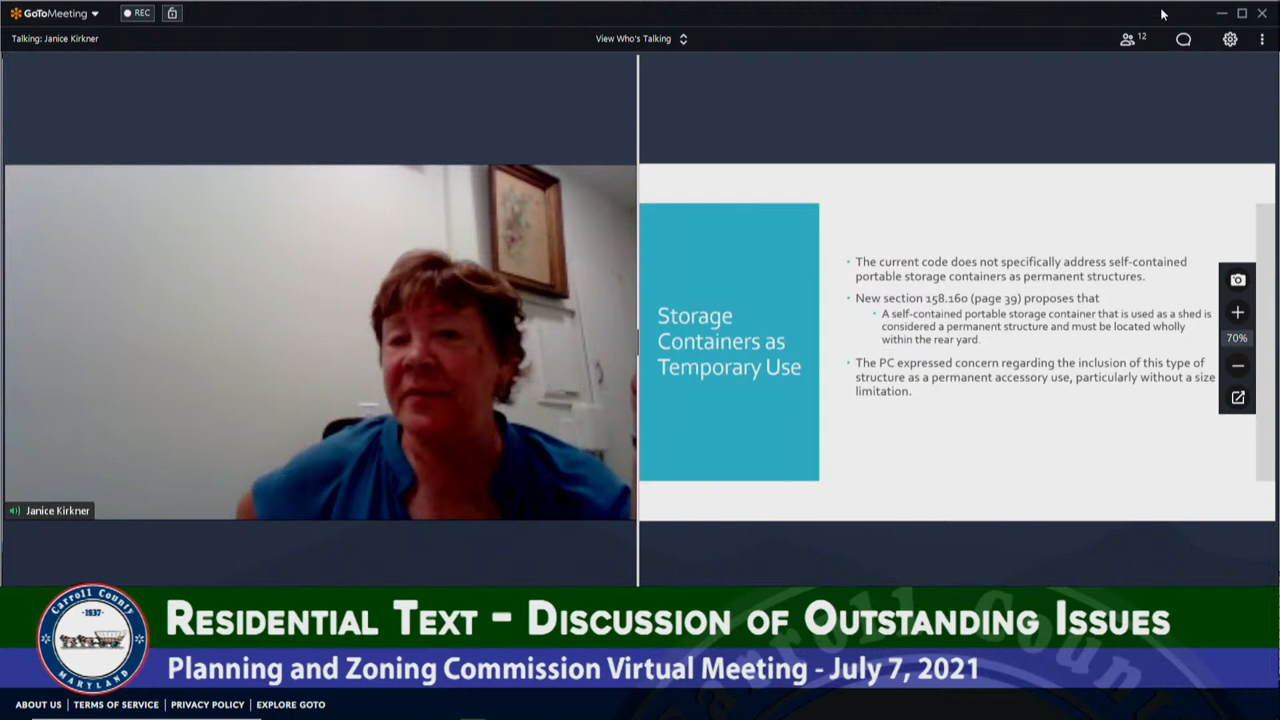 GoToMeeting
REC
Talking: Janice Kirkner
View Who's Talking
12
Storage
Containers as
Temporary Use
• The current code does not specifically address self-contained
portable storage containers as permanent structures.
• New section 158.160 (page 39) proposes that
• A self-contained portable storage container that is used as a shed is
considered a permanent structure and must be located wholly
within the rear yard.
• The PC expressed concern regarding the inclusion of this type of
structure as a permanent accessory use, particularly without a size
limitation.
70%
Janice Kirkner
Carroll County
1837
Maryland
Residential Text – Discussion of Outstanding Issues
Planning and Zoning Commission Virtual Meeting - July 7, 2021
ABOUT US | TERMS OF SERVICE | PRIVACY POLICY | EXPLORE GOTO